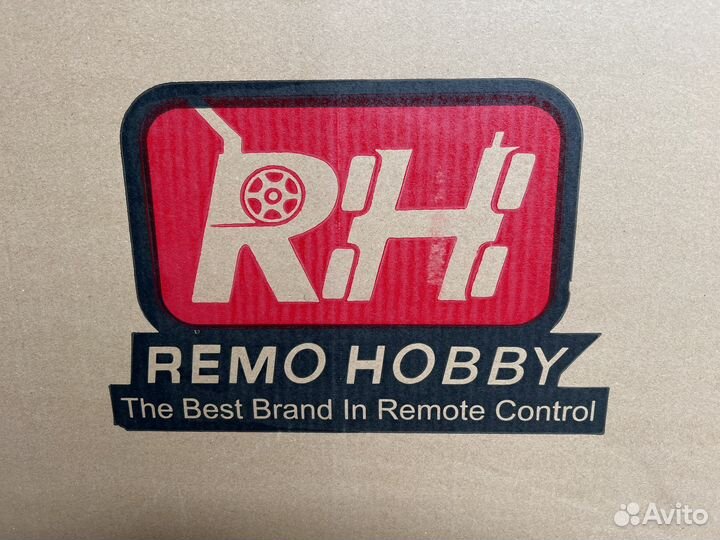 RH
REMO HOBBY
The Best Brand In Remote Control
Avito